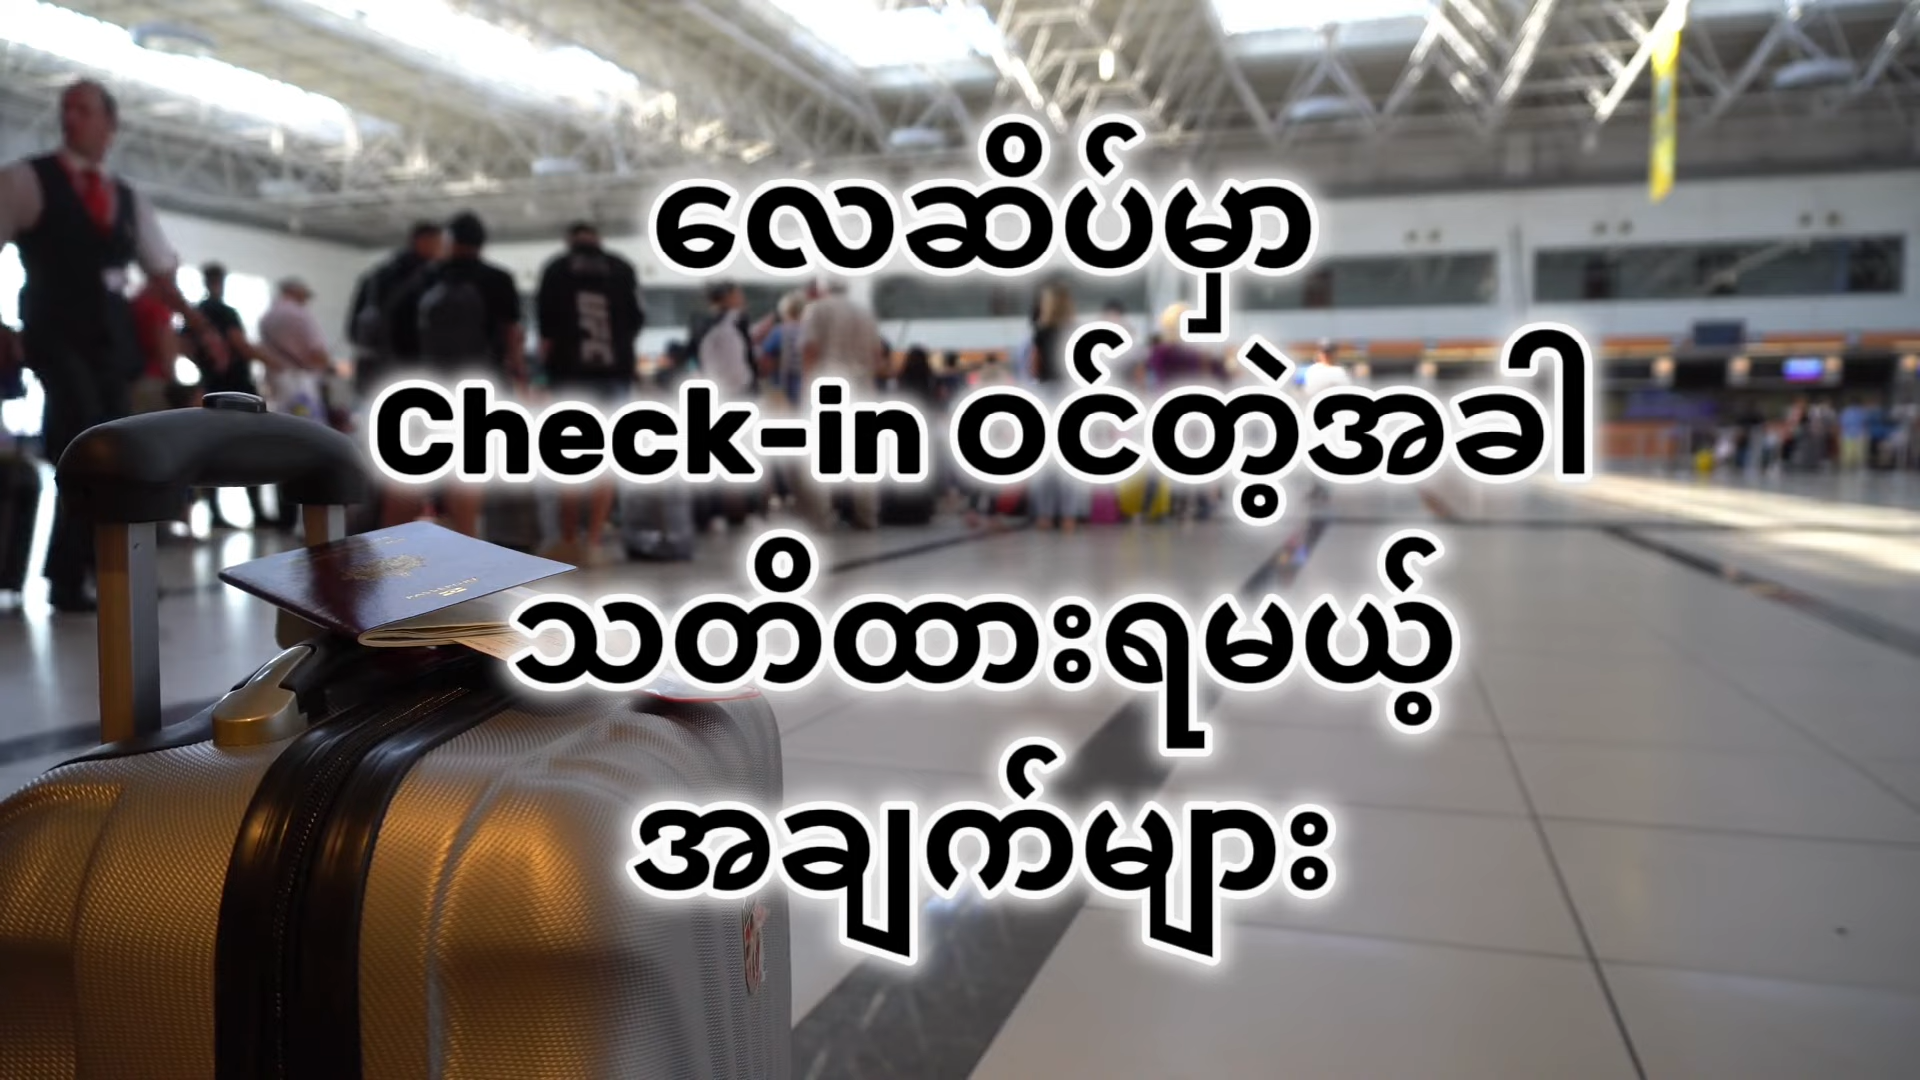 လေဆိပ်မှာ
Check-in ဝင်တဲ့အခါ
သတိထားရမယ့်
အချက်များ
UFC